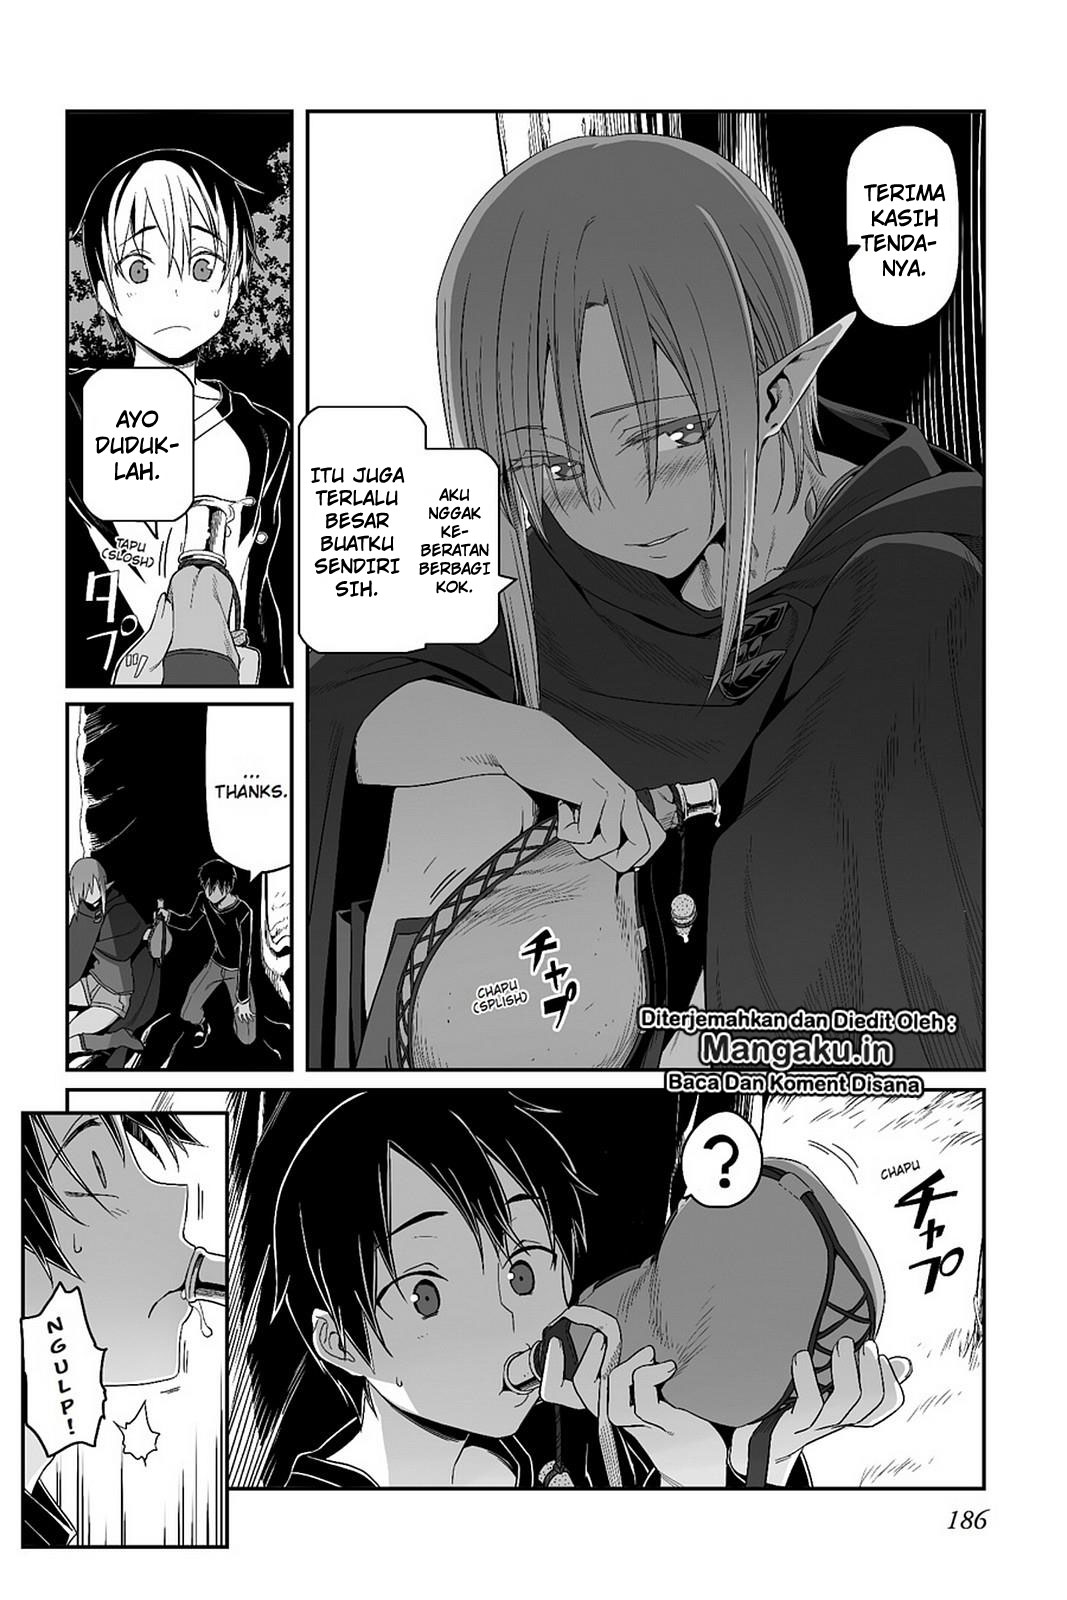 TERIMA
KASIH
TENDA-
NYA.
AKU
NGGAK
KE-
BERATAN
BERBAGI
KOK.
ITU JUGA
TERLALU
BESAR
BUATKU
SENDIRI
SIH.
チャプ
CHAPU
(SPLISH)
AYO
DUDUK-
LAH.
TAPU
(SLOSH)
タプ
...
THANKS.
Diterjemahkan dan Diedit Oleh :
Mangaku.in
Baca Dan Koment Disana
?
CHAPU
チャプ
NGULP!
186